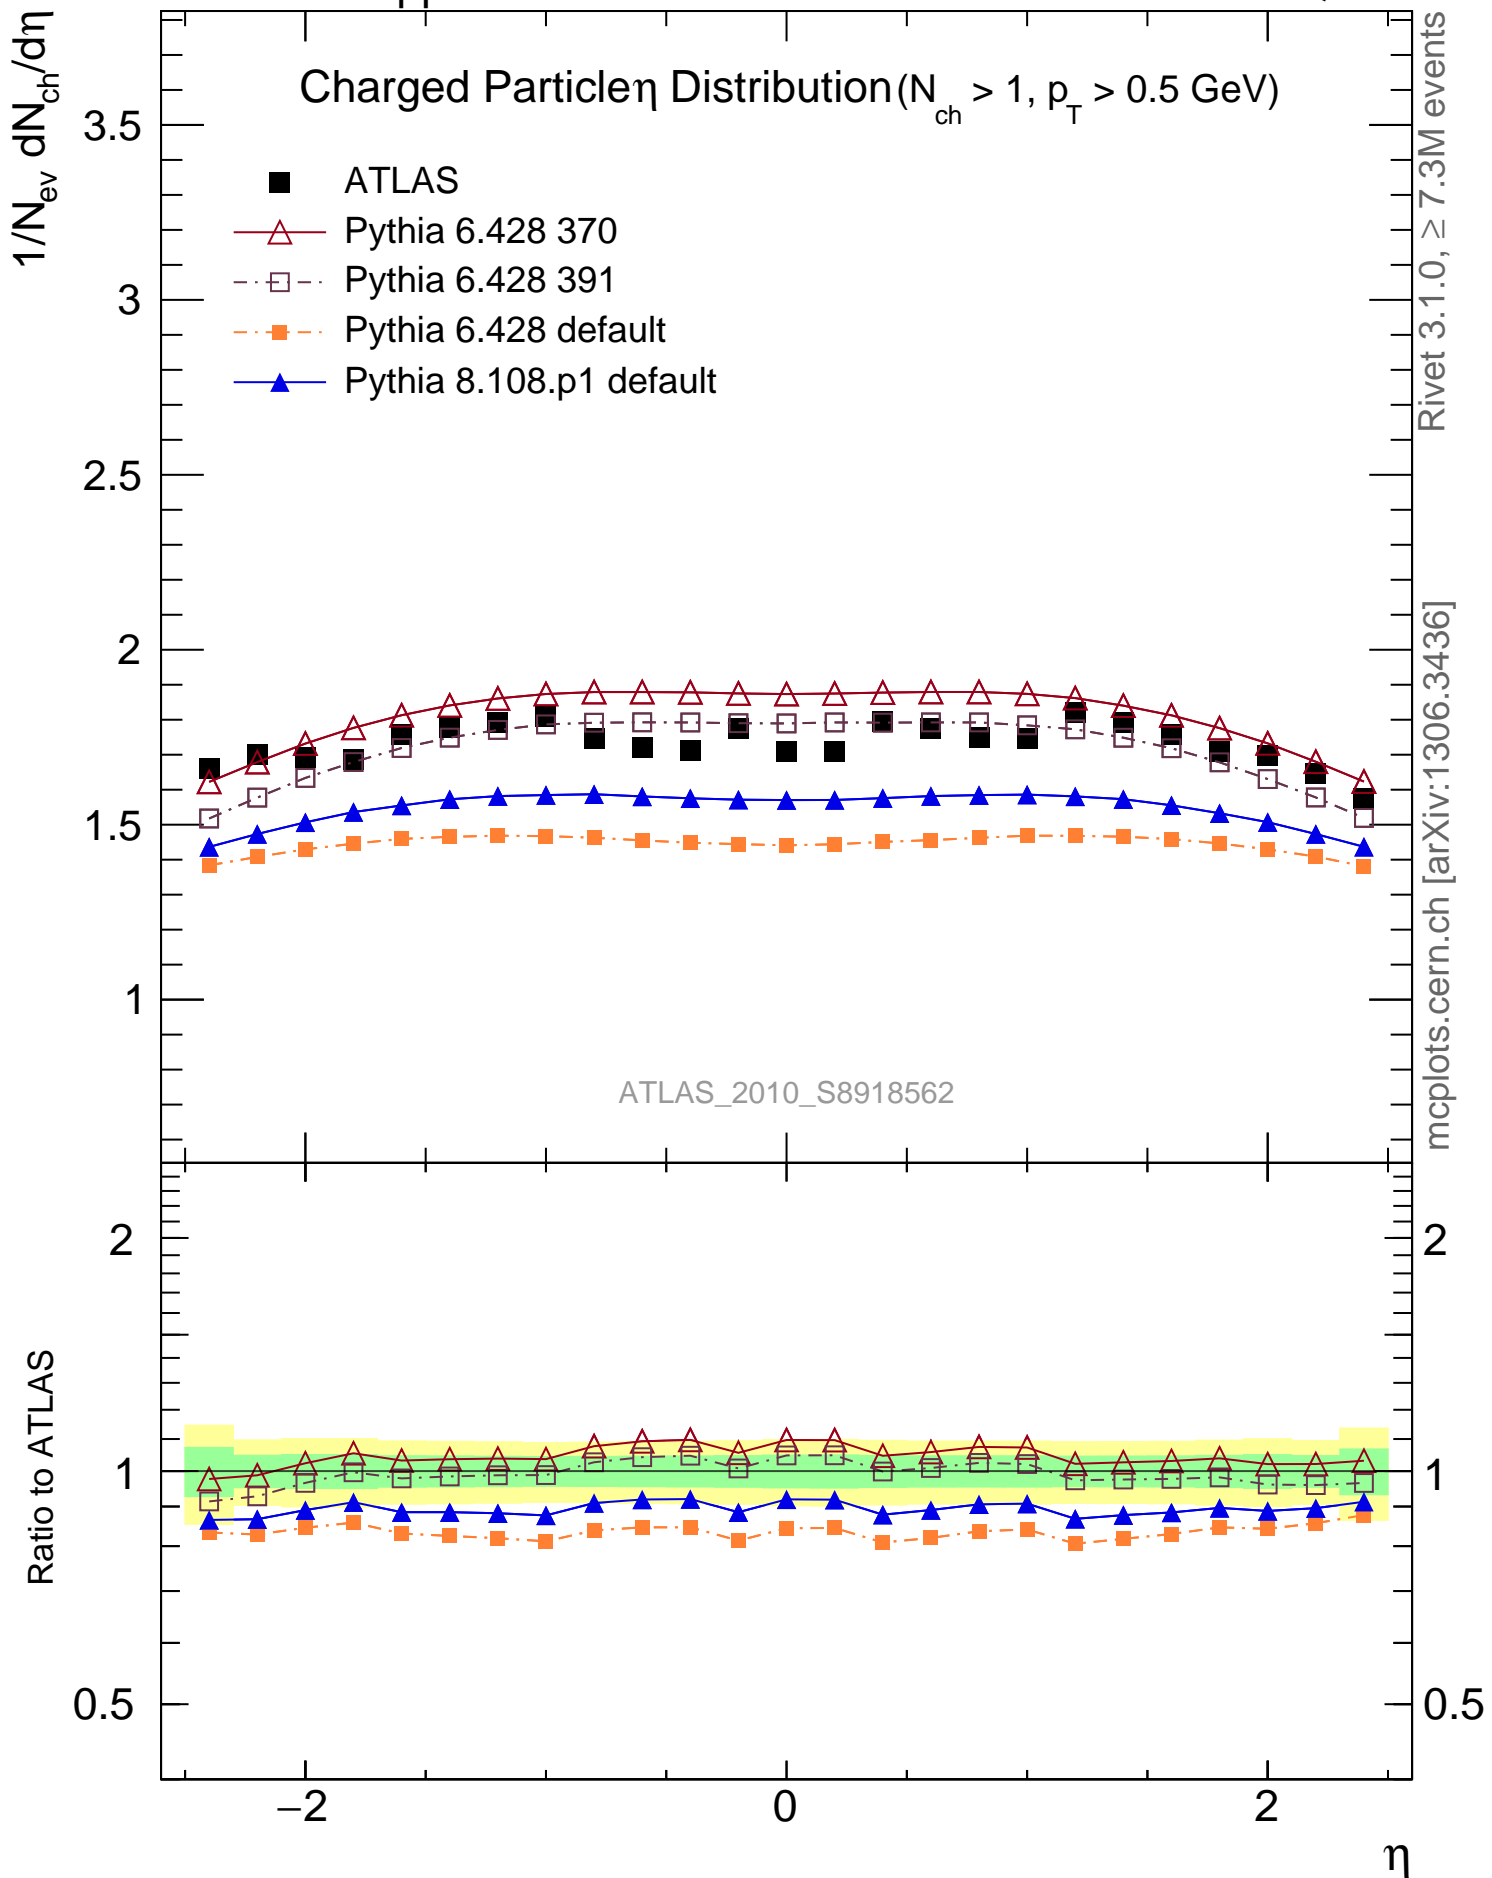 pp
1/N_ev dN_ch/dη
Charged Particleη Distribution(N_ch > 1, p_T > 0.5 GeV)
ATLAS
Pythia 6.428 370
Pythia 6.428 391
Pythia 6.428 default
Pythia 8.108.p1 default
3.5
3
2.5
2
1.5
1
ATLAS_2010_S8918562
Rivet 3.1.0, ≥ 7.3M events
mcplots.cern.ch [arXiv:1306.3436]
Ratio to ATLAS
2
1
0.5
2
1
0.5
−2
0
2
η